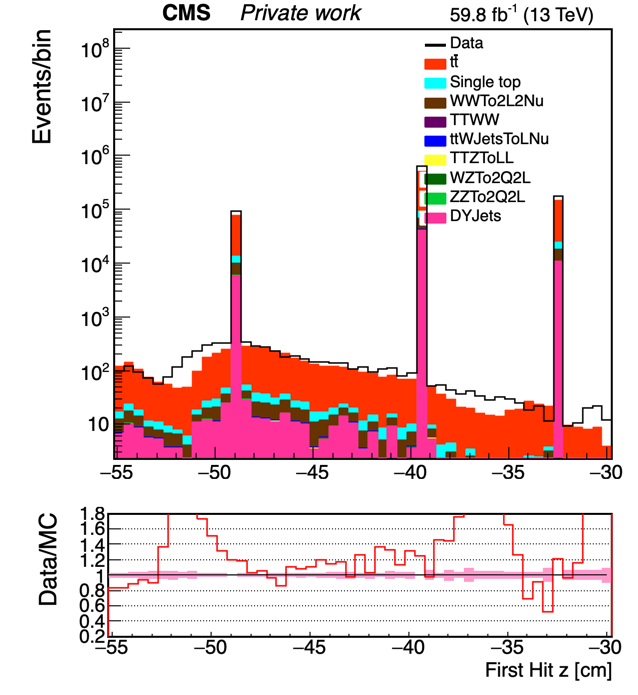 CMS Private work 59.8 fb⁻¹ (13 TeV)
Events/bin
10⁸
10⁷
10⁶
10⁵
10⁴
10³
10²
10
Data
tt̄
Single top
WWTo2L2Nu
TTWW
ttWJetsToLNu
TTZToLL
WZTo2Q2L
ZZTo2Q2L
DYJets
−55 −50 −45 −40 −35 −30
Data/MC
1.8
1.6
1.4
1.2
1
0.8
0.6
0.4
0.2
−55 −50 −45 −40 −35 −30
First Hit z [cm]